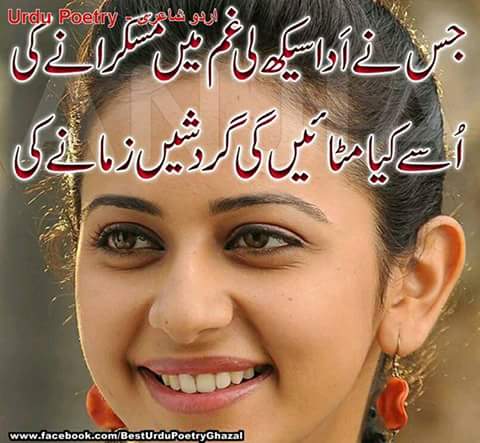 Urdu Poetry - اردو شاعری
جس نے اَدا سیکھ لی غم میں مسکرانے کی
اُسے کیا مٹائیں گی گردشیں زمانے کی
www.facebook.com/BestUrduPoetryGhazal